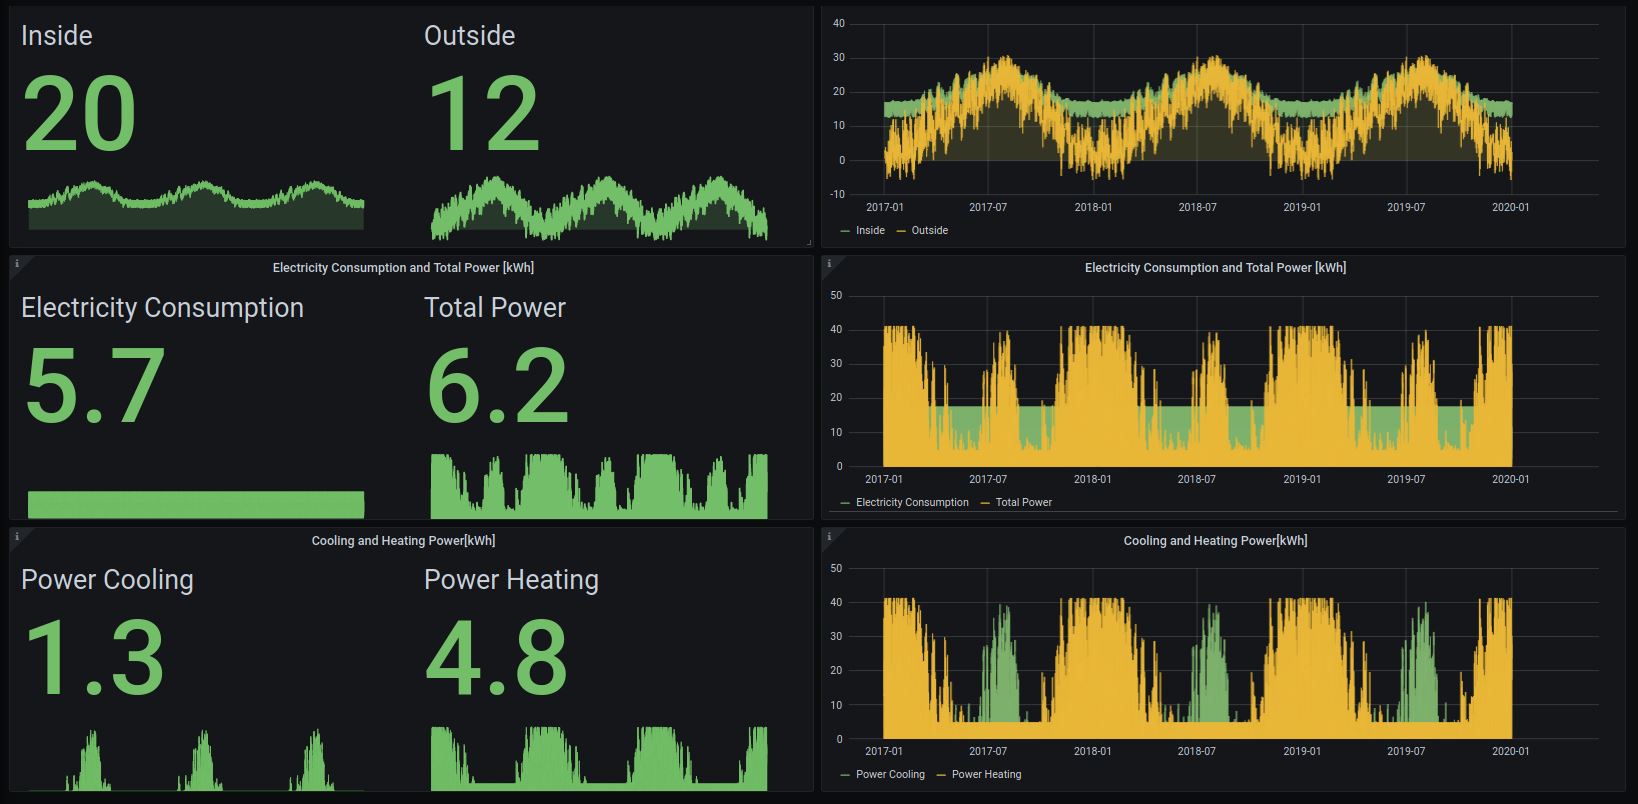 Inside
Outside
20
12
40
30
20
10
0
-10
2017-01
2017-07
2018-01
2018-07
2019-01
2019-07
2020-01
Inside
Outside
i
Electricity Consumption and Total Power [kWh]
Electricity Consumption
Total Power
5.7
6.2
i
Electricity Consumption and Total Power [kWh]
50
40
30
20
10
0
2017-01
2017-07
2018-01
2018-07
2019-01
2019-07
2020-01
Electricity Consumption
Total Power
i
Cooling and Heating Power[kWh]
Power Cooling
Power Heating
1.3
4.8
i
Cooling and Heating Power[kWh]
50
40
30
20
10
0
2017-01
2017-07
2018-01
2018-07
2019-01
2019-07
2020-01
Power Cooling
Power Heating